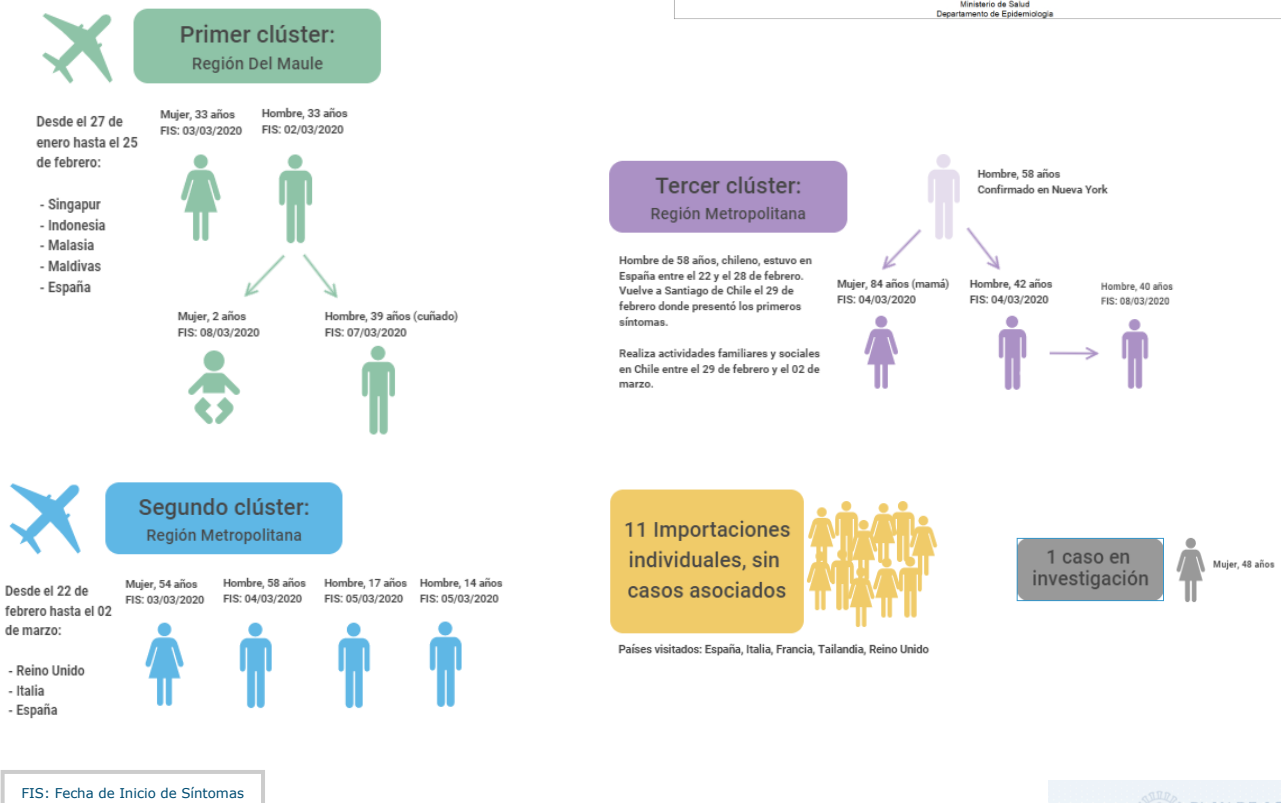 Ministerio de Salud
Departamento de Epidemiología
Primer clúster:
Región Del Maule
Desde el 27 de
enero hasta el 25
de febrero:
- Singapur
- Indonesia
- Malasia
- Maldivas
- España
Mujer, 33 años
FIS: 03/03/2020
Hombre, 33 años
FIS: 02/03/2020
Mujer, 2 años
FIS: 08/03/2020
Hombre, 39 años (cuñado)
FIS: 07/03/2020
Tercer clúster:
Región Metropolitana
Hombre de 58 años, chileno, estuvo en
España entre el 22 y el 28 de febrero.
Vuelve a Santiago de Chile el 29 de
febrero donde presentó los primeros
síntomas.
Realiza actividades familiares y sociales
en Chile entre el 29 de febrero y el 02 de
marzo.
Hombre, 58 años
Confirmado en Nueva York
Mujer, 84 años (mamá)
FIS: 04/03/2020
Hombre, 42 años
FIS: 04/03/2020
Hombre, 40 años
FIS: 08/03/2020
Segundo clúster:
Región Metropolitana
Desde el 22 de
febrero hasta el 02
de marzo:
- Reino Unido
- Italia
- España
Mujer, 54 años
FIS: 03/03/2020
Hombre, 58 años
FIS: 04/03/2020
Hombre, 17 años
FIS: 05/03/2020
Hombre, 14 años
FIS: 05/03/2020
11 Importaciones
individuales, sin
casos asociados
Países visitados: España, Italia, Francia, Tailandia, Reino Unido
1 caso en
investigación
Mujer, 48 años
FIS: Fecha de Inicio de Síntomas